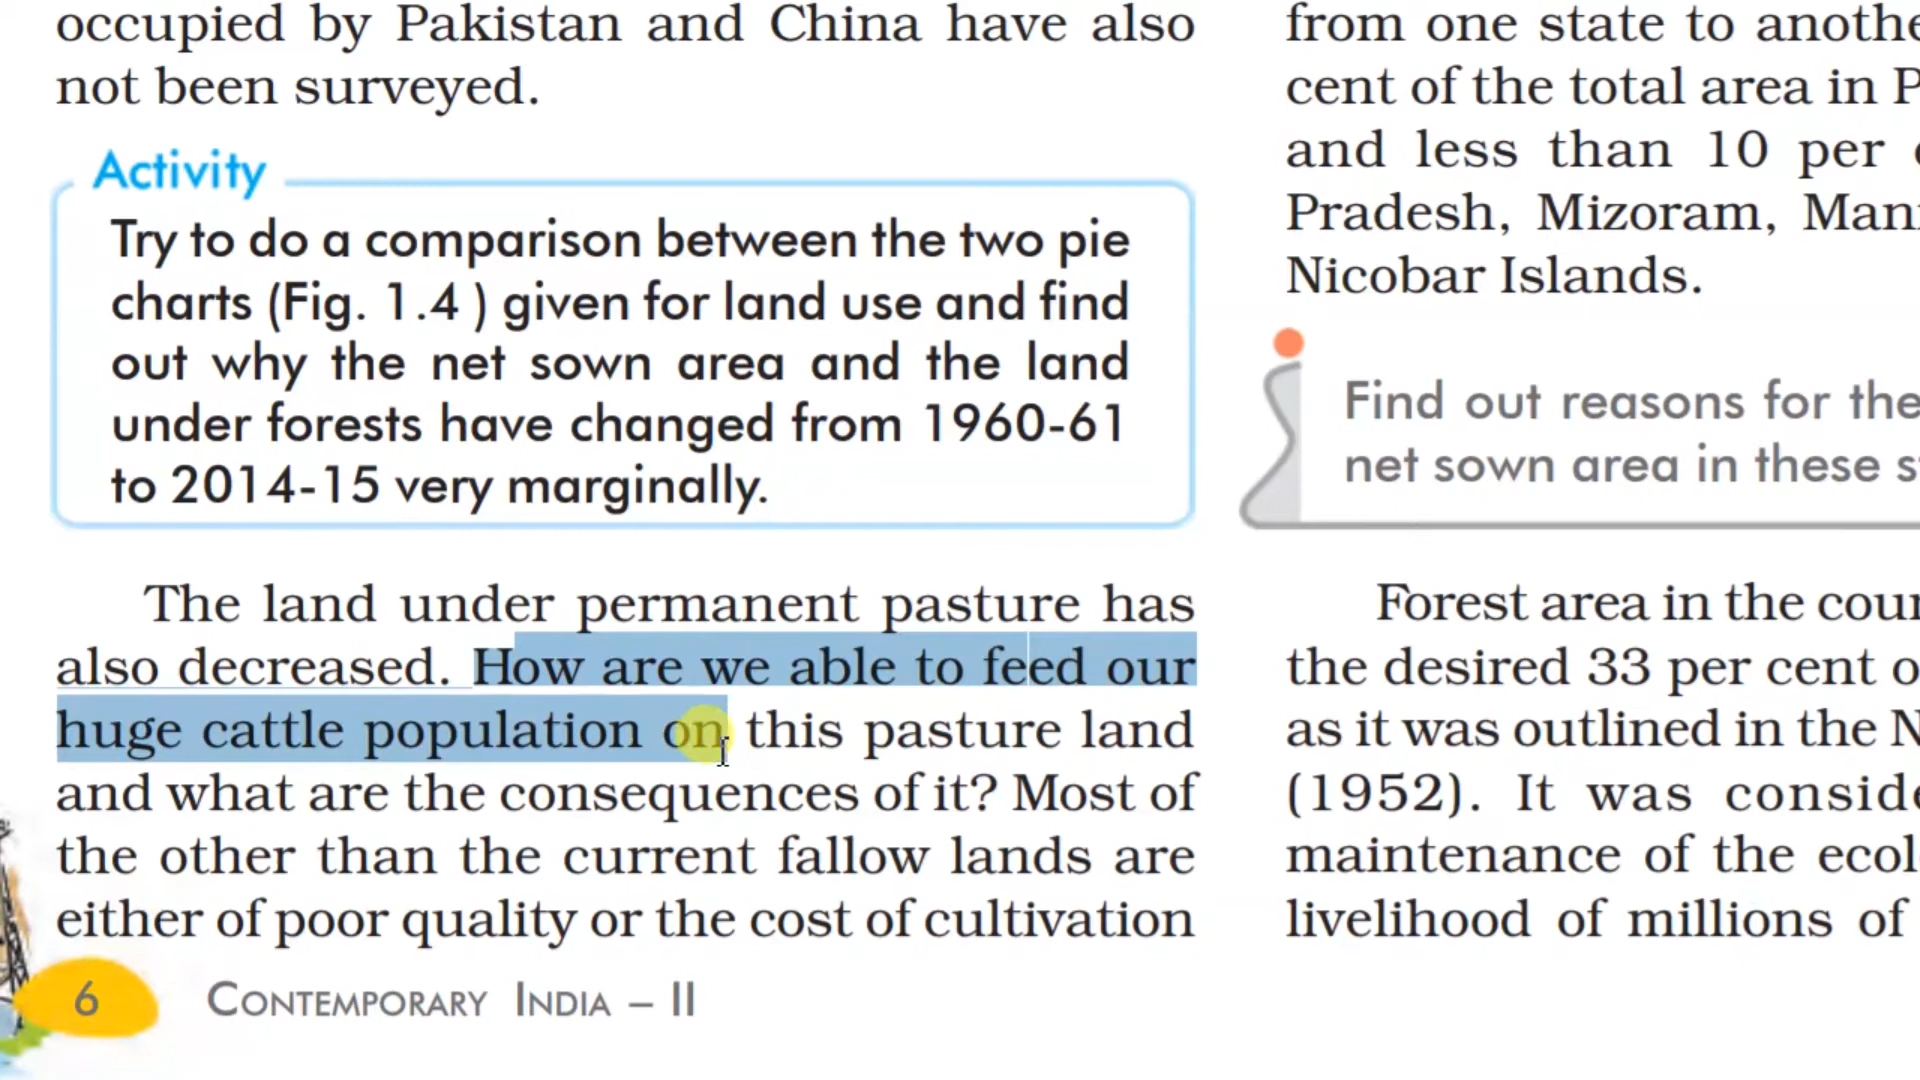 occupied by Pakistan and China have also
not been surveyed.
Activity
Try to do a comparison between the two pie
charts (Fig. 1.4 ) given for land use and find
out why the net sown area and the land
under forests have changed from 1960-61
to 2014-15 very marginally.
The land under permanent pasture has
also decreased. How are we able to feed our
huge cattle population on this pasture land
and what are the consequences of it? Most of
the other than the current fallow lands are
either of poor quality or the cost of cultivation
6 CONTEMPORARY INDIA – II
from one state to
cent of the total area in
and less than 10 per
Pradesh, Mizoram,
Nicobar Islands.
Find out reasons for the
net sown area in these
Forest area in the
the desired 33 per cent
as it was outlined in the
(1952). It was
maintenance of the
livelihood of millions of